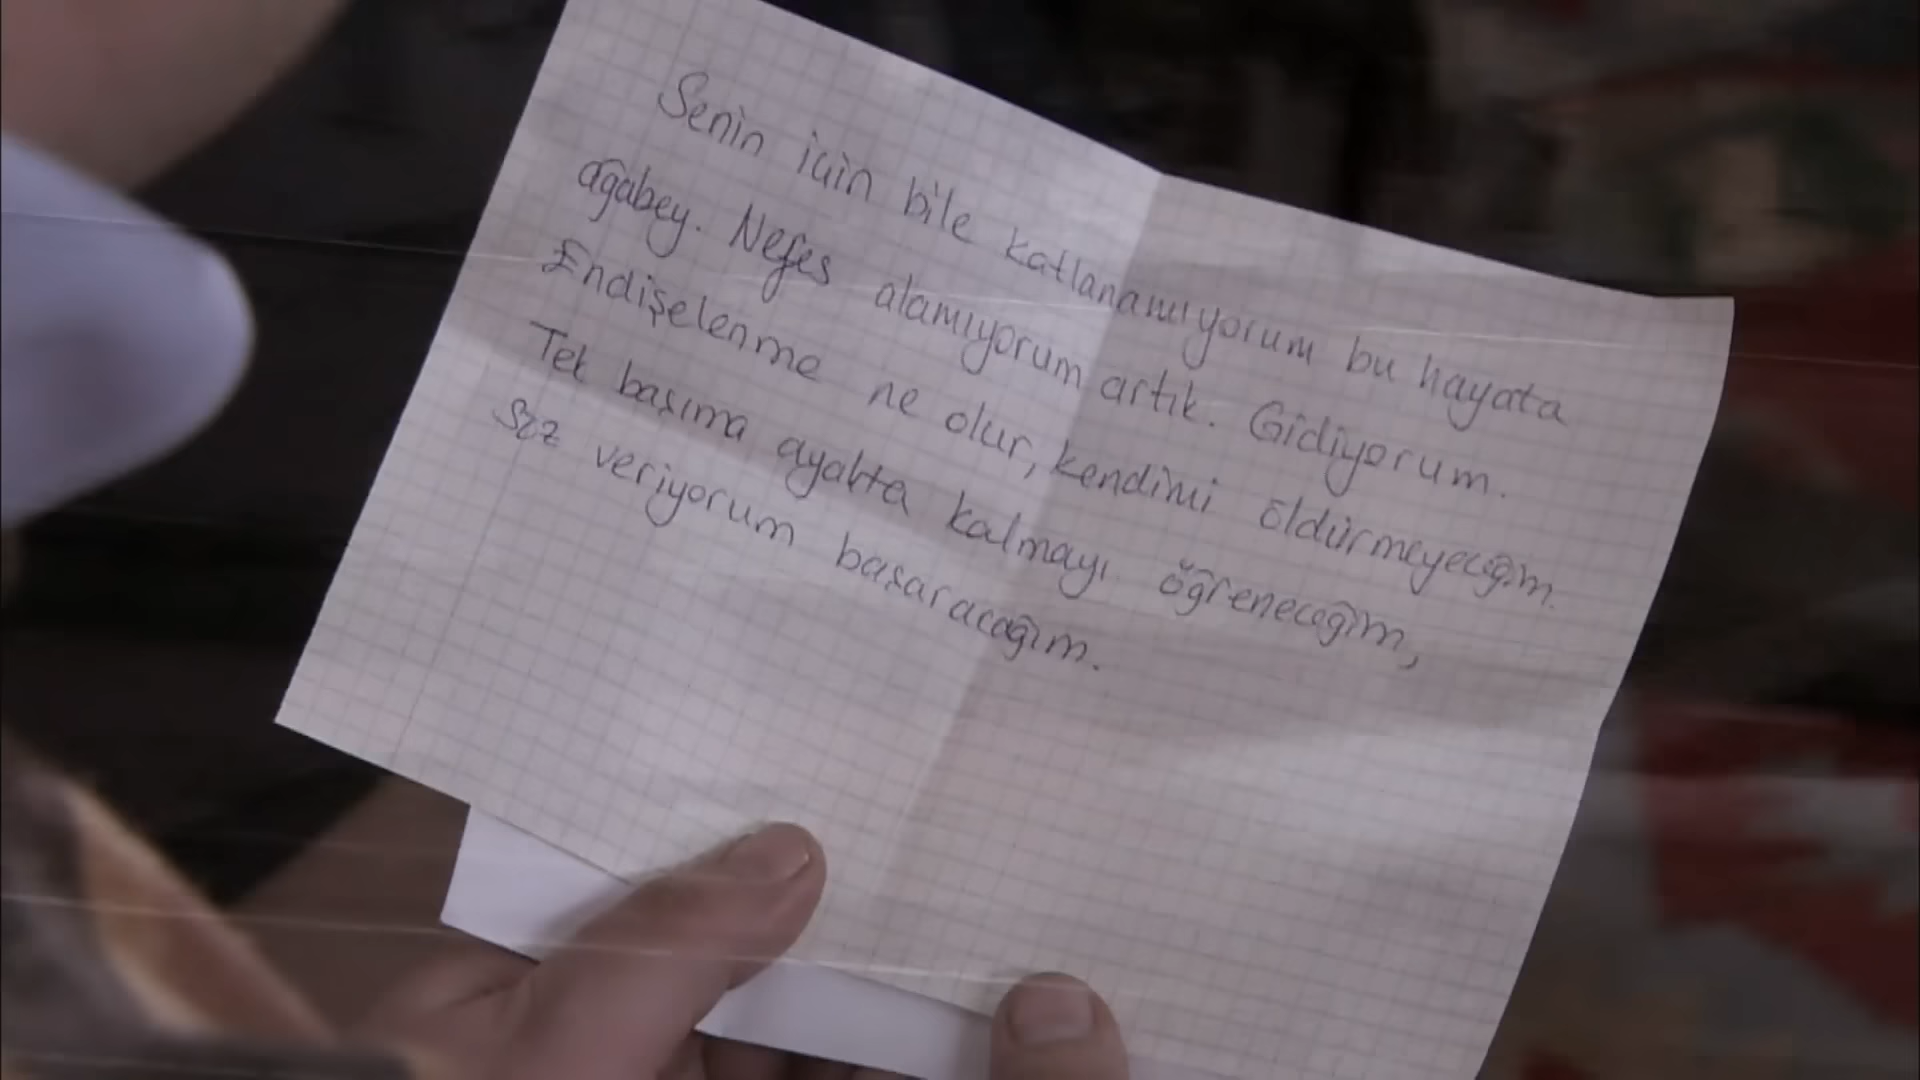 Senin için bile katlanamıyorum bu hayata
ağabey. Nefes alamıyorum artık. Gidiyorum.
Endişelenme ne olur, kendimi öldürmeyeceğim.
Tek başıma ayakta kalmayı öğreneceğim,
Söz veriyorum başaracağım.